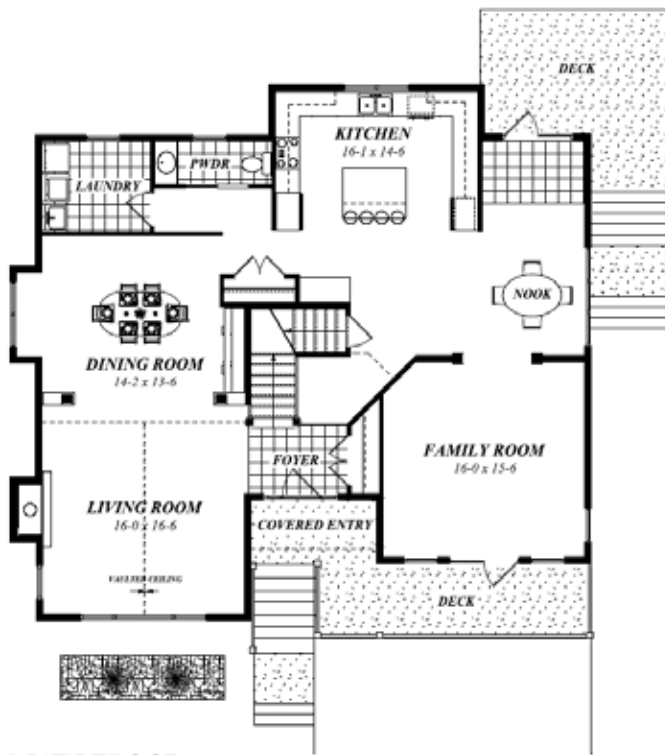 DECK
KITCHEN
16-1 x 14-6
PWDR
LAUNDRY
NOOK
DINING ROOM
14-2 x 13-6
FAMILY ROOM
16-0 x 15-6
FOYER
LIVING ROOM
16-0 x 16-6
COVERED ENTRY
VAULTED CEILING
DECK